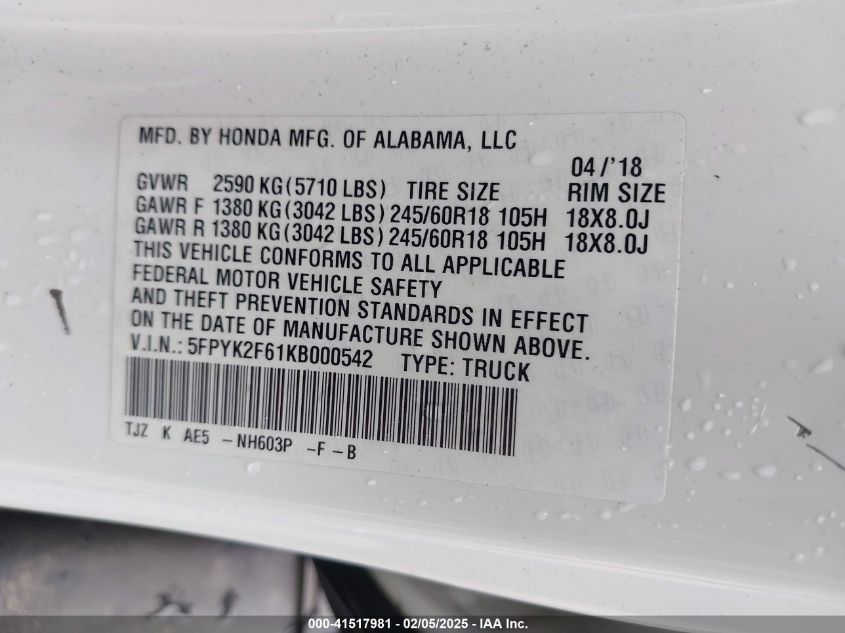 MFD. BY HONDA MFG. OF ALABAMA, LLC
04/'18
GVWR 2590 KG(5710 LBS) TIRE SIZE RIM SIZE
GAWR F 1380 KG(3042 LBS) 245/60R18 105H 18X8.0J
GAWR R 1380 KG(3042 LBS) 245/60R18 105H 18X8.0J
THIS VEHICLE CONFORMS TO ALL APPLICABLE
FEDERAL MOTOR VEHICLE SAFETY
AND THEFT PREVENTION STANDARDS IN EFFECT
ON THE DATE OF MANUFACTURE SHOWN ABOVE.
V.I.N.: 5FPYK2F61KB000542 TYPE: TRUCK
TJZ K AE5 -NH603P -F -B
000-41517981 - 02/05/2025 - IAA Inc.